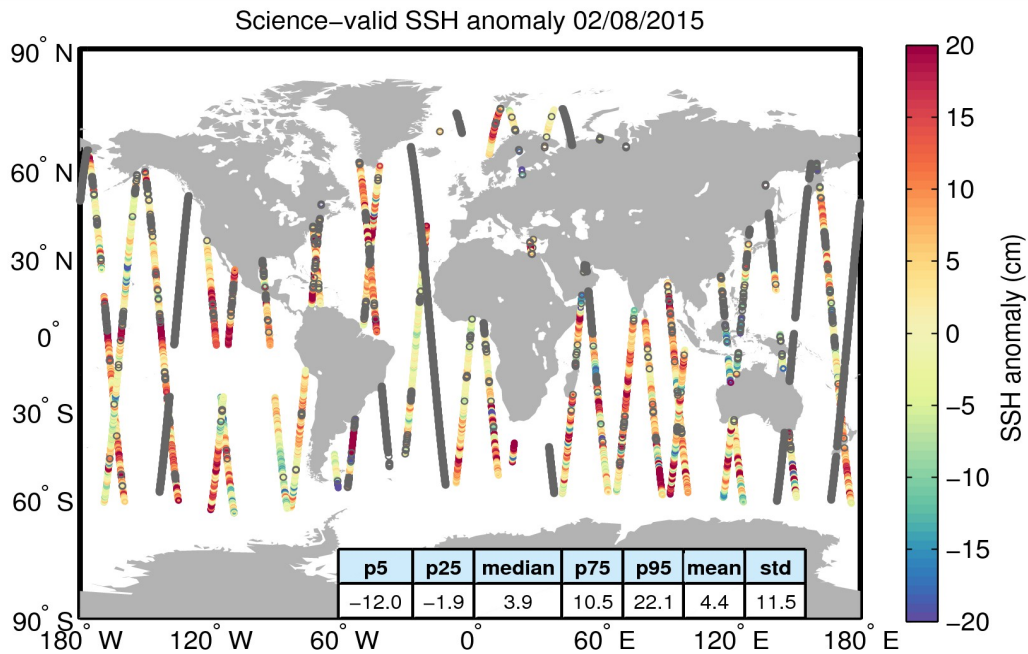 Science−valid SSH anomaly 02/08/2015
90° N
60° N
30° N
0°
30° S
60° S
90° S
180° W
120° W
60° W
0°
60° E
120° E
180° E
p5 p25 median p75 p95 mean std
−12.0 −1.9 3.9 10.5 22.1 4.4 11.5
20
15
10
5
0
−5
−10
−15
−20
SSH anomaly (cm)